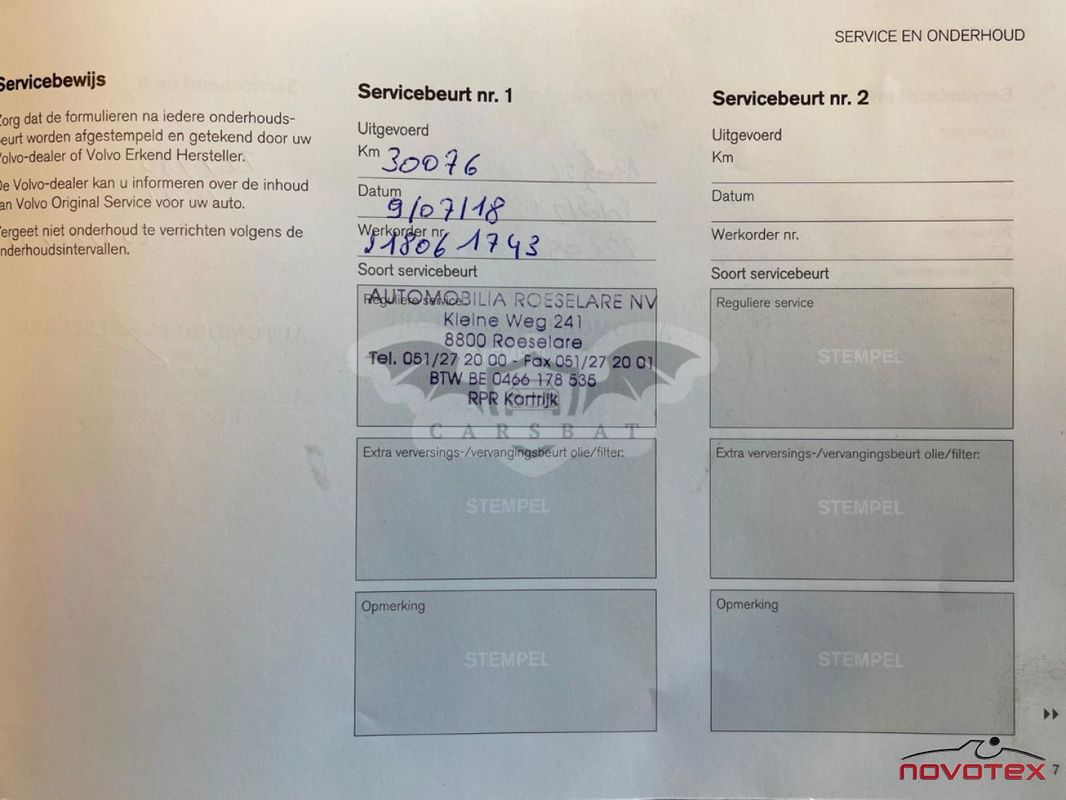 SERVICE EN ONDERHOUD
Servicebewijs
Zorg dat de formulieren na iedere onderhouds-
beurt worden afgestempeld en getekend door uw
Volvo-dealer of Volvo Erkend Hersteller.
De Volvo-dealer kan u informeren over de inhoud
van Volvo Original Service voor uw auto.
Vergeet niet onderhoud te verrichten volgens de
onderhoudsintervallen.
Servicebeurt nr. 1
Uitgevoerd
Km 30076
Datum 9/07/18
Werkorder nr. 11806 1743
Soort servicebeurt
Reguliere service
AUTOMOBILIA ROESELARE NV
Kleine Weg 241
8800 Roeselare
Tel. 051/27 20 00 - Fax 051/27 20 01
BTW BE 0466 178 535
RPR Kortrijk
CARSBAT
Extra verversings-/vervangingsbeurt olie/filter:
STEMPEL
Opmerking
STEMPEL
Servicebeurt nr. 2
Uitgevoerd
Km
Datum
Werkorder nr.
Soort servicebeurt
Reguliere service
STEMPEL
Extra verversings-/vervangingsbeurt olie/filter:
STEMPEL
Opmerking
STEMPEL
novotex
7